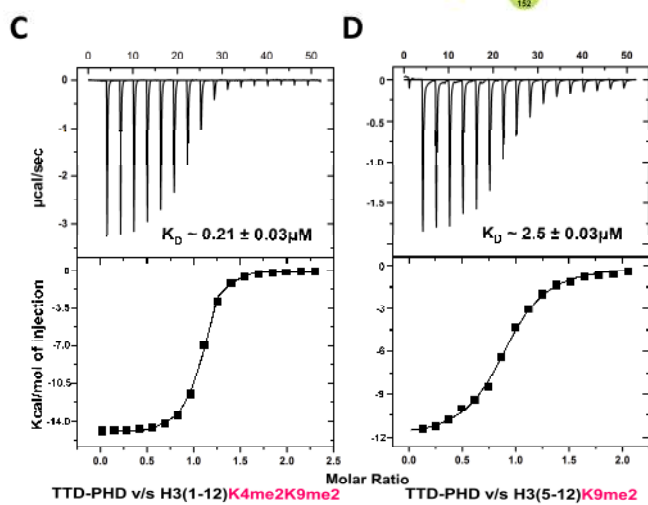 152
C
D
0 10 20 30 40 50
0 10 20 30 40 50
0
-1
-2
-3
µcal/sec
K_D ~ 0.21 ± 0.03µM
0
-0.5
-1.0
-1.5
K_D ~ 2.5 ± 0.03µM
0
-3.5
-7.0
-10.5
-14.0
Kcal/mol of injection
0
-3
-6
-9
-12
0.0 0.5 1.0 1.5 2.0 2.5
0.0 0.5 1.0 1.5 2.0
Molar Ratio
TTD-PHD v/s H3(1-12)K4me2K9me2
TTD-PHD v/s H3(5-12)K9me2